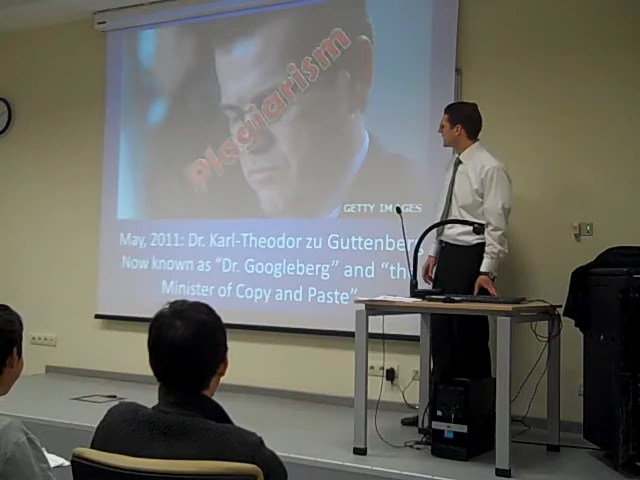 Plagiarism
GETTY IMAGES
May, 2011: Dr. Karl-Theodor zu Guttenberg
Now known as "Dr. Googleberg" and "the
Minister of Copy and Paste"